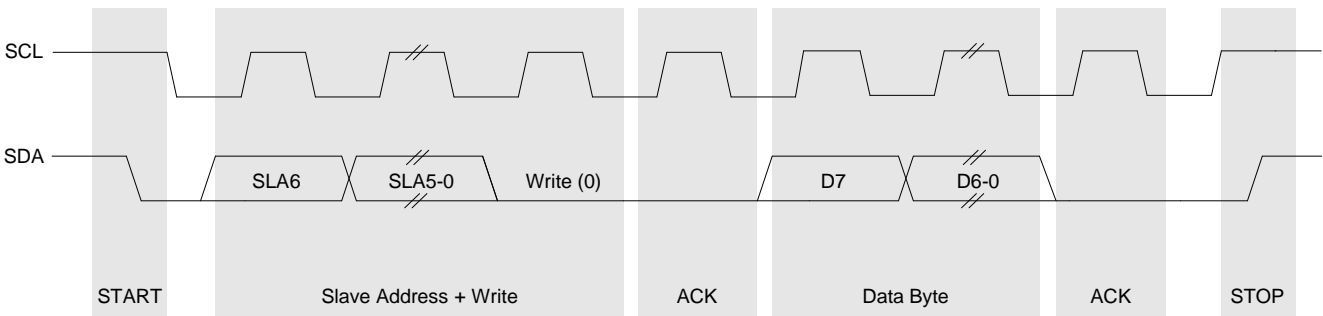 SCL
SDA
SLA6 SLA5-0 Write (0) D7 D6-0
START Slave Address + Write ACK Data Byte ACK STOP